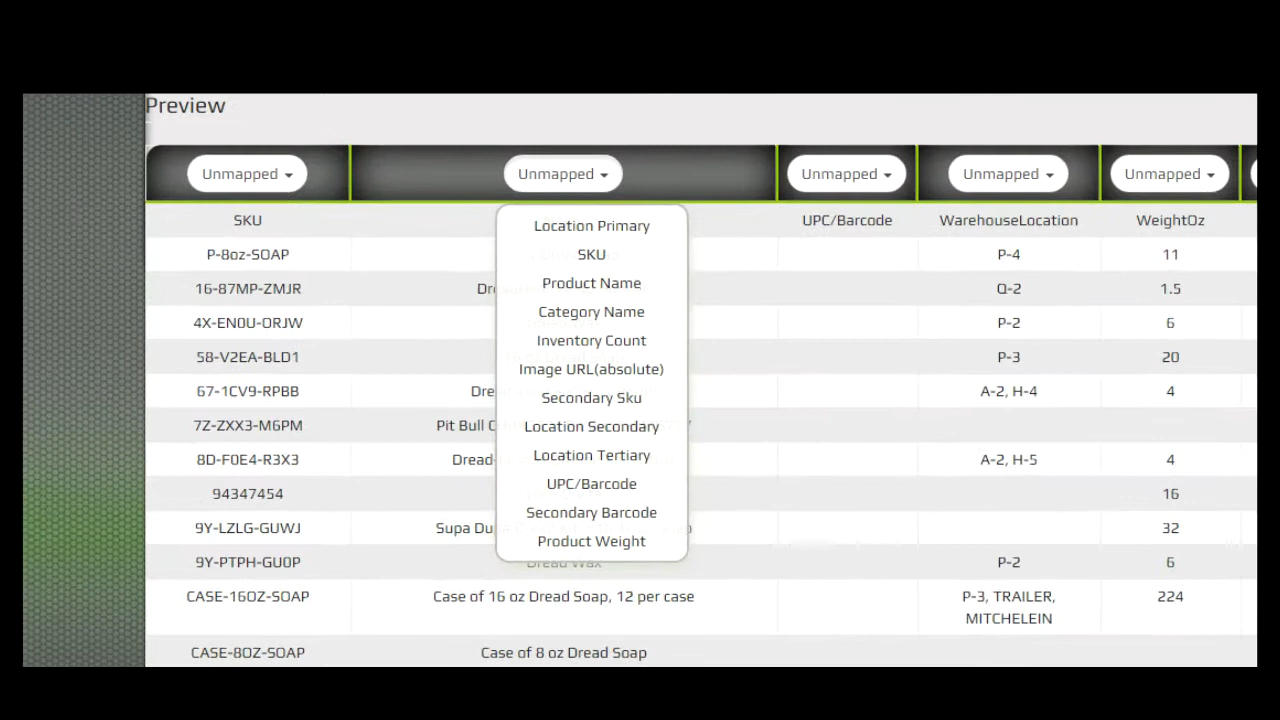 Preview
Unmapped Unmapped Unmapped Unmapped Unmapped
SKU UPC/Barcode WarehouseLocation WeightOz
Location Primary
SKU
Product Name
Category Name
Inventory Count
Image URL(absolute)
Secondary Sku
Location Secondary
Location Tertiary
UPC/Barcode
Secondary Barcode
Product Weight
P-8oz-SOAP P-4 11
16-87MP-ZMJR Q-2 1.5
4X-EN0U-ORJW P-2 6
58-V2EA-BLD1 P-3 20
67-1CV9-RPBB A-2, H-4 4
7Z-ZXX3-M6PM Pit Bull
8D-F0E4-R3X3 Dread- A-2, H-5 4
94347454 16
9Y-LZLG-GUWJ Supa Dupa 32
9Y-PTPH-GU0P Dread Wax P-2 6
CASE-16OZ-SOAP Case of 16 oz Dread Soap, 12 per case P-3, TRAILER, 224
MITCHELEIN
CASE-8OZ-SOAP Case of 8 oz Dread Soap